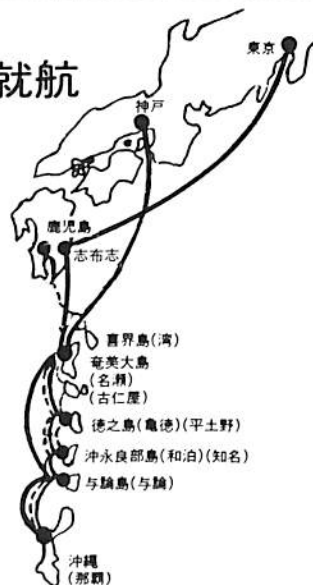 就航
東京
神戸
鹿児島
志布志
喜界島(湾)
奄美大島
(名瀬)
(古仁屋)
徳之島(亀徳)(平土野)
沖永良部島(和泊)(知名)
与論島(与論)
沖縄
(那覇)